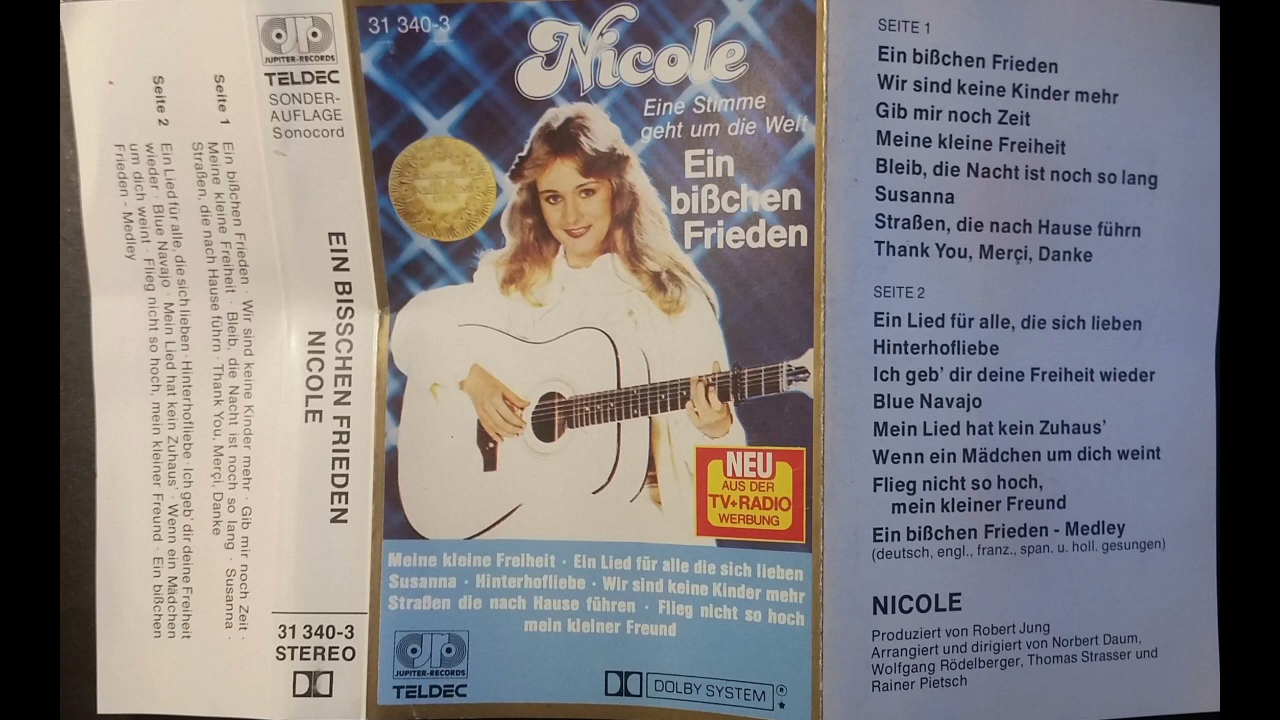 JUPITER-RECORDS
TELDEC
SONDER-
AUFLAGE
Sonocord
Seite 1
Ein bißchen Frieden · Wir sind keine Kinder mehr · Gib mir noch Zeit ·
Meine kleine Freiheit · Bleib, die Nacht ist noch so lang · Susanna ·
Straßen, die nach Hause führn · Thank You, Merçi, Danke
Seite 2
Ein Lied für alle, die sich lieben · Hinterhofliebe · Ich geb' dir deine Freiheit
wieder · Blue Navajo · Mein Lied hat kein Zuhaus' · Wenn ein Mädchen
um dich weint · Flieg nicht so hoch, mein kleiner Freund · Ein bißchen
Frieden - Medley
EIN BISSCHEN FRIEDEN
NICOLE
31 340-3
STEREO
31 340-3
Nicole
Eine Stimme
geht um die Welt
Ein
bißchen
Frieden
NEU
AUS DER
TV+RADIO
WERBUNG
Meine kleine Freiheit · Ein Lied für alle die sich lieben
Susanna · Hinterhofliebe · Wir sind keine Kinder mehr
Straßen die nach Hause führen · Flieg nicht so hoch
mein kleiner Freund
JUPITER-RECORDS
TELDEC
DOLBY SYSTEM ®
SEITE 1
Ein bißchen Frieden
Wir sind keine Kinder mehr
Gib mir noch Zeit
Meine kleine Freiheit
Bleib, die Nacht ist noch so lang
Susanna
Straßen, die nach Hause führn
Thank You, Merçi, Danke
SEITE 2
Ein Lied für alle, die sich lieben
Hinterhofliebe
Ich geb' dir deine Freiheit wieder
Blue Navajo
Mein Lied hat kein Zuhaus'
Wenn ein Mädchen um dich weint
Flieg nicht so hoch,
mein kleiner Freund
Ein bißchen Frieden - Medley
(deutsch, engl., franz., span. u. holl. gesungen)
NICOLE
Produziert von Robert Jung
Arrangiert und dirigiert von Norbert Daum,
Wolfgang Rödelberger, Thomas Strasser und
Rainer Pietsch